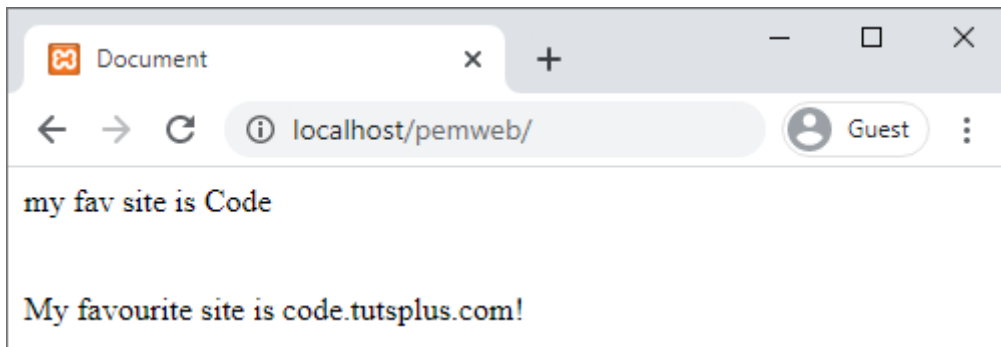 Document
localhost/pemweb/
Guest
my fav site is Code
My favourite site is code.tutsplus.com!